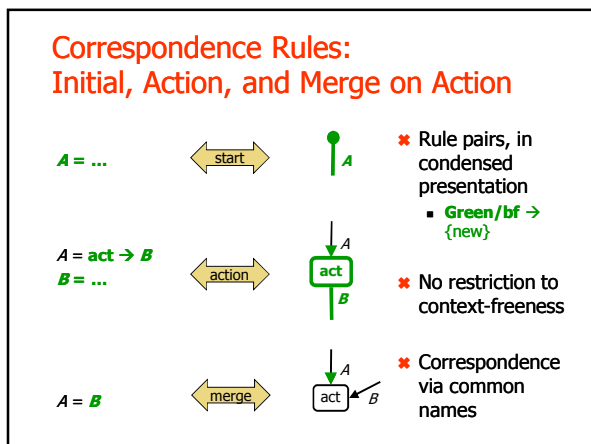 Correspondence Rules:
Initial, Action, and Merge on Action
A = ...
start
A
A = act → B
B = ...
action
A
act
B
A = B
merge
A
act
B
✖ Rule pairs, in
condensed
presentation
▪ Green/bf →
{new}
✖ No restriction to
context-freeness
✖ Correspondence
via common
names